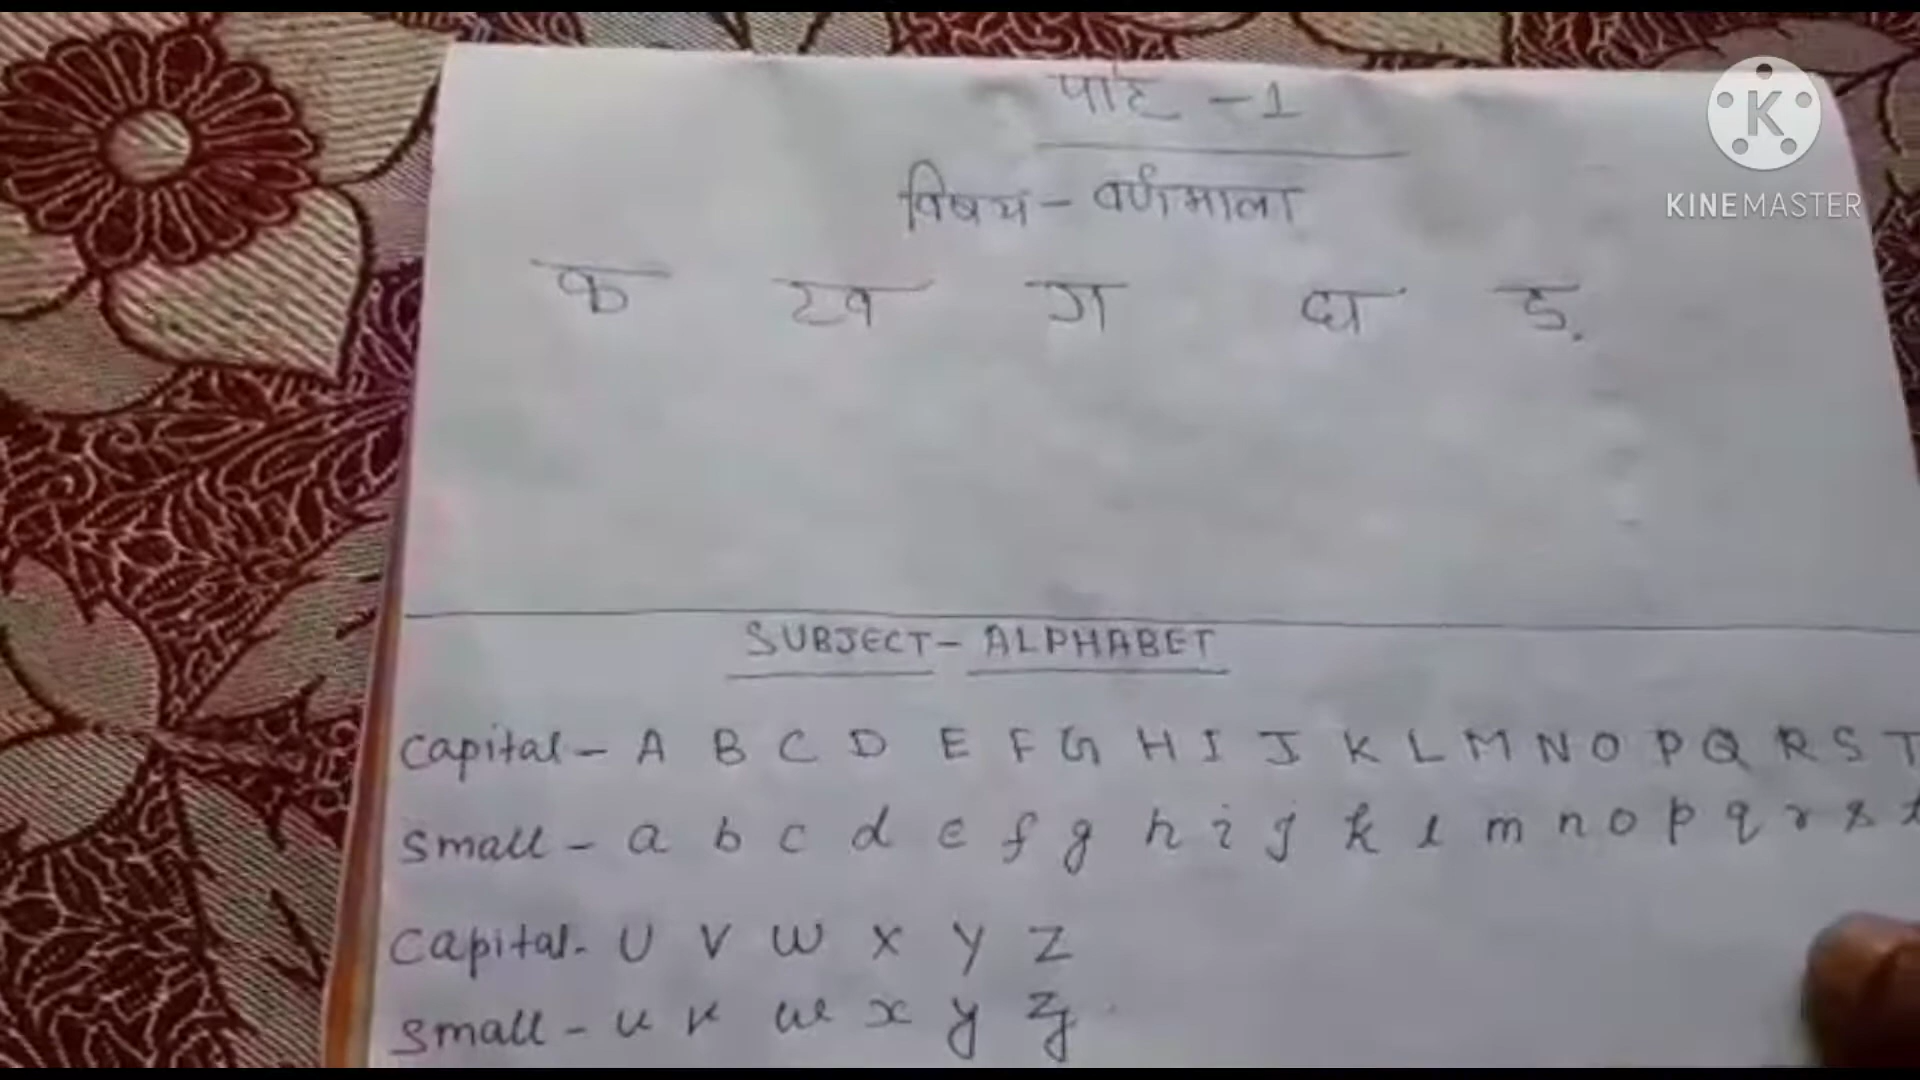 पाठ -1
विषय - वर्णमाला
क ख ग घ ङ
SUBJECT - ALPHABET
Capital - A B C D E F G H I J K L M N O P Q R S T
Small - a b c d e f g h i j k l m n o p q r s t
Capital - U V W X Y Z
Small - u v w x y z
K
KINEMASTER